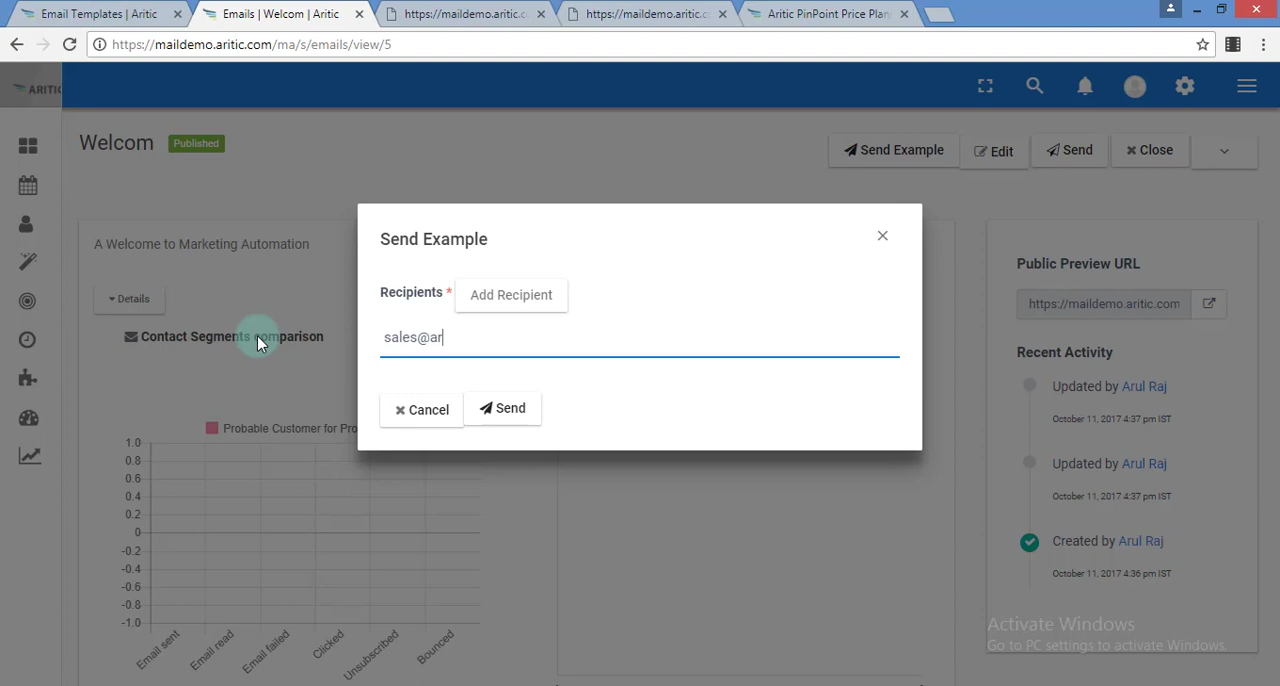 Email Templates | Aritic
Emails | Welcom | Aritic
https://maildemo.aritic.c
https://maildemo.aritic.c
Aritic PinPoint Price Plan
https://maildemo.aritic.com/ma/s/emails/view/5
ARITIC
Welcom
Published
Send Example
Edit
Send
Close
A Welcome to Marketing Automation
Details
Contact Segments comparison
Probable Customer for Pro
1.0
0.8
0.6
0.4
0.2
0
-0.2
-0.4
-0.6
-0.8
-1.0
Email sent
Email read
Email failed
Clicked
Unsubscribed
Bounced
Send Example
Recipients *
Add Recipient
sales@ar
Cancel
Send
Public Preview URL
https://maildemo.aritic.com
Recent Activity
Updated by Arul Raj
October 11, 2017 4:37 pm IST
Updated by Arul Raj
October 11, 2017 4:37 pm IST
Created by Arul Raj
October 11, 2017 4:36 pm IST
Activate Windows
Go to PC settings to activate Windows.